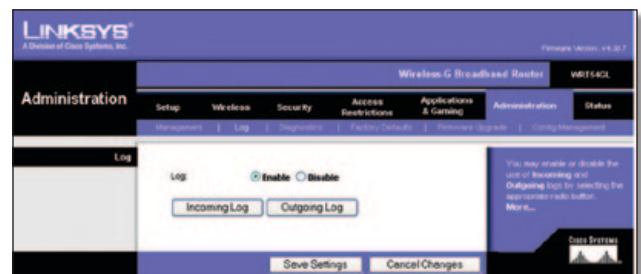 LINKSYS®
A Division of Cisco Systems, Inc.
Firmware Version: v4.30.7
Wireless-G Broadband Router WRT54GL
Administration
Setup Wireless Security Access Restrictions Applications & Gaming Administration Status
Management | Log | Diagnostics | Factory Defaults | Firmware Upgrade | Config Management
Log
Log: Enable Disable
Incoming Log Outgoing Log
You may enable or disable the
use of Incoming and
Outgoing logs by selecting the
appropriate radio button.
More...
Save Settings Cancel Changes
CISCO SYSTEMS